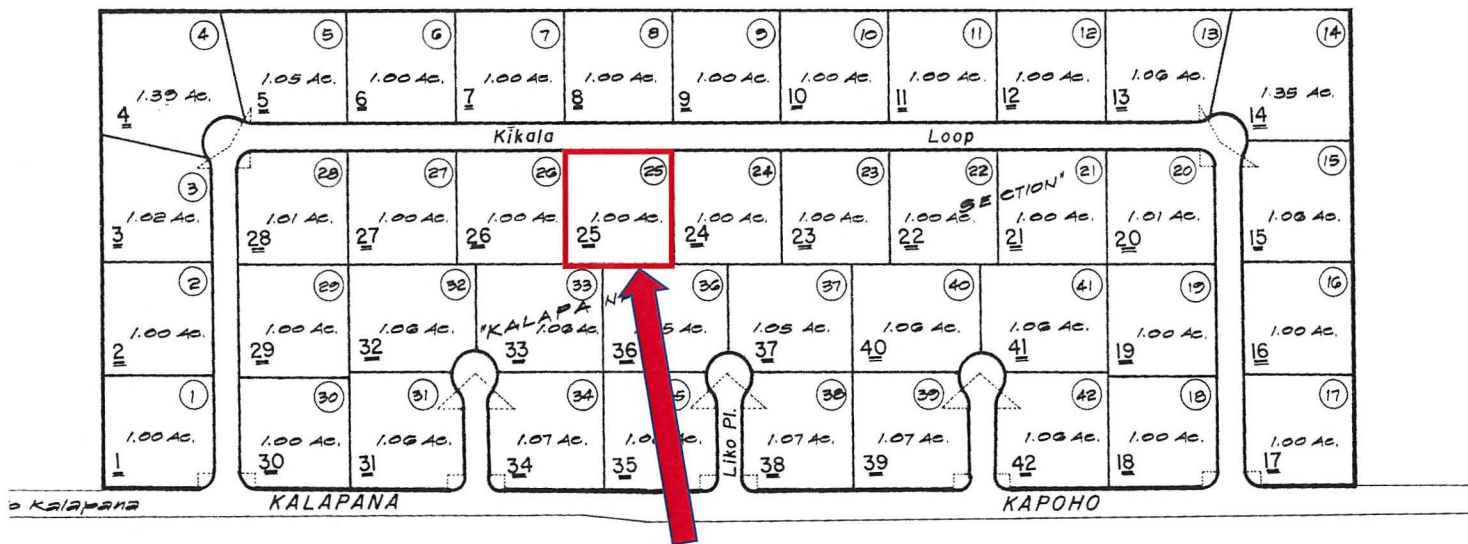 4 5 6 7 8 9 10 11 12 13 14
1.39 Ac. 1.05 Ac. 1.00 Ac. 1.00 Ac. 1.00 Ac. 1.00 Ac. 1.00 Ac. 1.00 Ac. 1.00 Ac. 1.06 Ac. 1.35 Ac.
4 5 6 7 8 9 10 11 12 13 14
Kīkala Loop
3 28 27 26 25 24 23 22 21 20 15
SECTION"
1.02 Ac. 1.01 Ac. 1.00 Ac. 1.00 Ac. 1.00 Ac. 1.00 Ac. 1.00 Ac. 1.00 Ac. 1.00 Ac. 1.01 Ac. 1.06 Ac.
3 28 27 26 25 24 23 22 21 20 15
2 29 32 33 36 37 40 41 19 16
"KALAPA
1.00 Ac. 1.00 Ac. 1.06 Ac. 1.06 Ac. 1.05 Ac. 1.06 Ac. 1.06 Ac. 1.00 Ac. 1.00 Ac.
2 29 32 33 36 37 40 41 19 16
1 30 31 34 38 39 42 18 17
1.00 Ac. 1.00 Ac. 1.06 Ac. 1.07 Ac. 1.07 Ac. 1.07 Ac. 1.06 Ac. 1.00 Ac. 1.00 Ac.
1 30 31 34 35 Liko Pl. 38 39 42 18 17
Kalapana KALAPANA KAPOHO